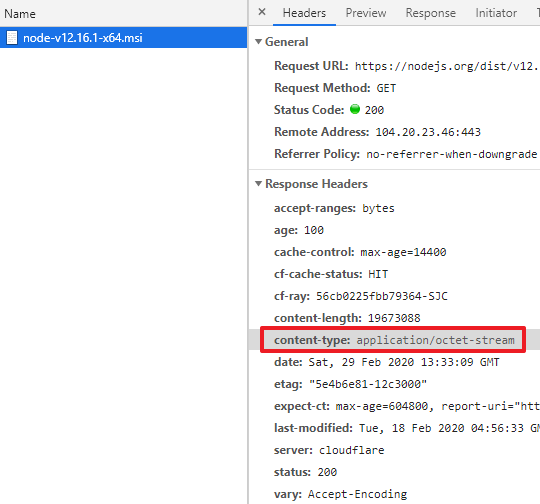 Name
node-v12.16.1-x64.msi
× Headers Preview Response Initiator
General
Request URL: https://nodejs.org/dist/v12.
Request Method: GET
Status Code: 200
Remote Address: 104.20.23.46:443
Referrer Policy: no-referrer-when-downgrade
Response Headers
accept-ranges: bytes
age: 100
cache-control: max-age=14400
cf-cache-status: HIT
cf-ray: 56cb0225fbb79364-SJC
content-length: 19673088
content-type: application/octet-stream
date: Sat, 29 Feb 2020 13:33:09 GMT
etag: "5e4b6e81-12c3000"
expect-ct: max-age=604800, report-uri="htt
last-modified: Tue, 18 Feb 2020 04:56:33 GM
server: cloudflare
status: 200
vary: Accept-Encoding